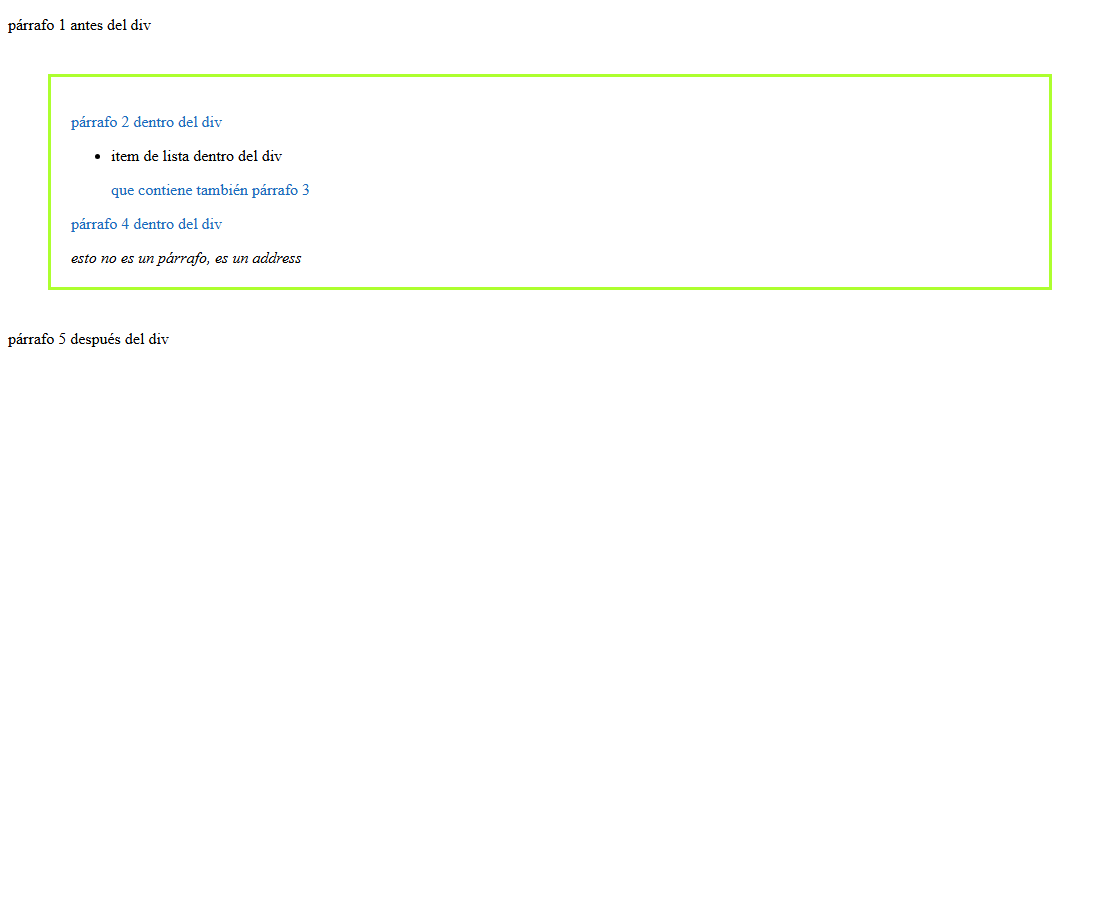 párrafo 1 antes del div
párrafo 2 dentro del div
item de lista dentro del div
que contiene también párrafo 3
párrafo 4 dentro del div
esto no es un párrafo, es un address
párrafo 5 después del div